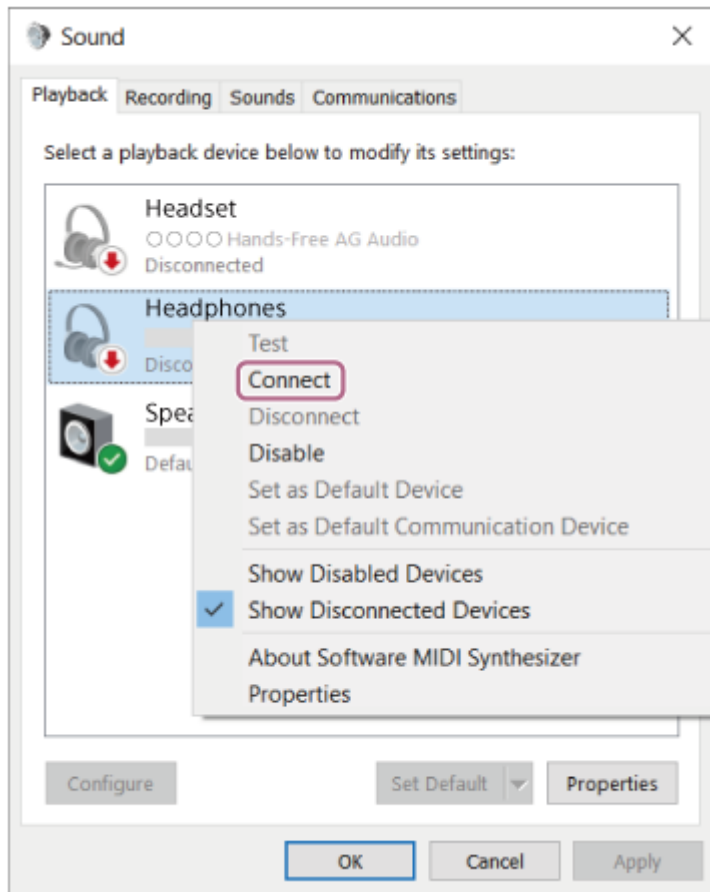 Sound
Playback Recording Sounds Communications
Select a playback device below to modify its settings:
Headset
○○○○ Hands-Free AG Audio
Disconnected
Headphones
Test
Connect
Disconnect
Disable
Set as Default Device
Set as Default Communication Device
Show Disabled Devices
Show Disconnected Devices
About Software MIDI Synthesizer
Properties
Configure Set Default Properties
OK Cancel Apply